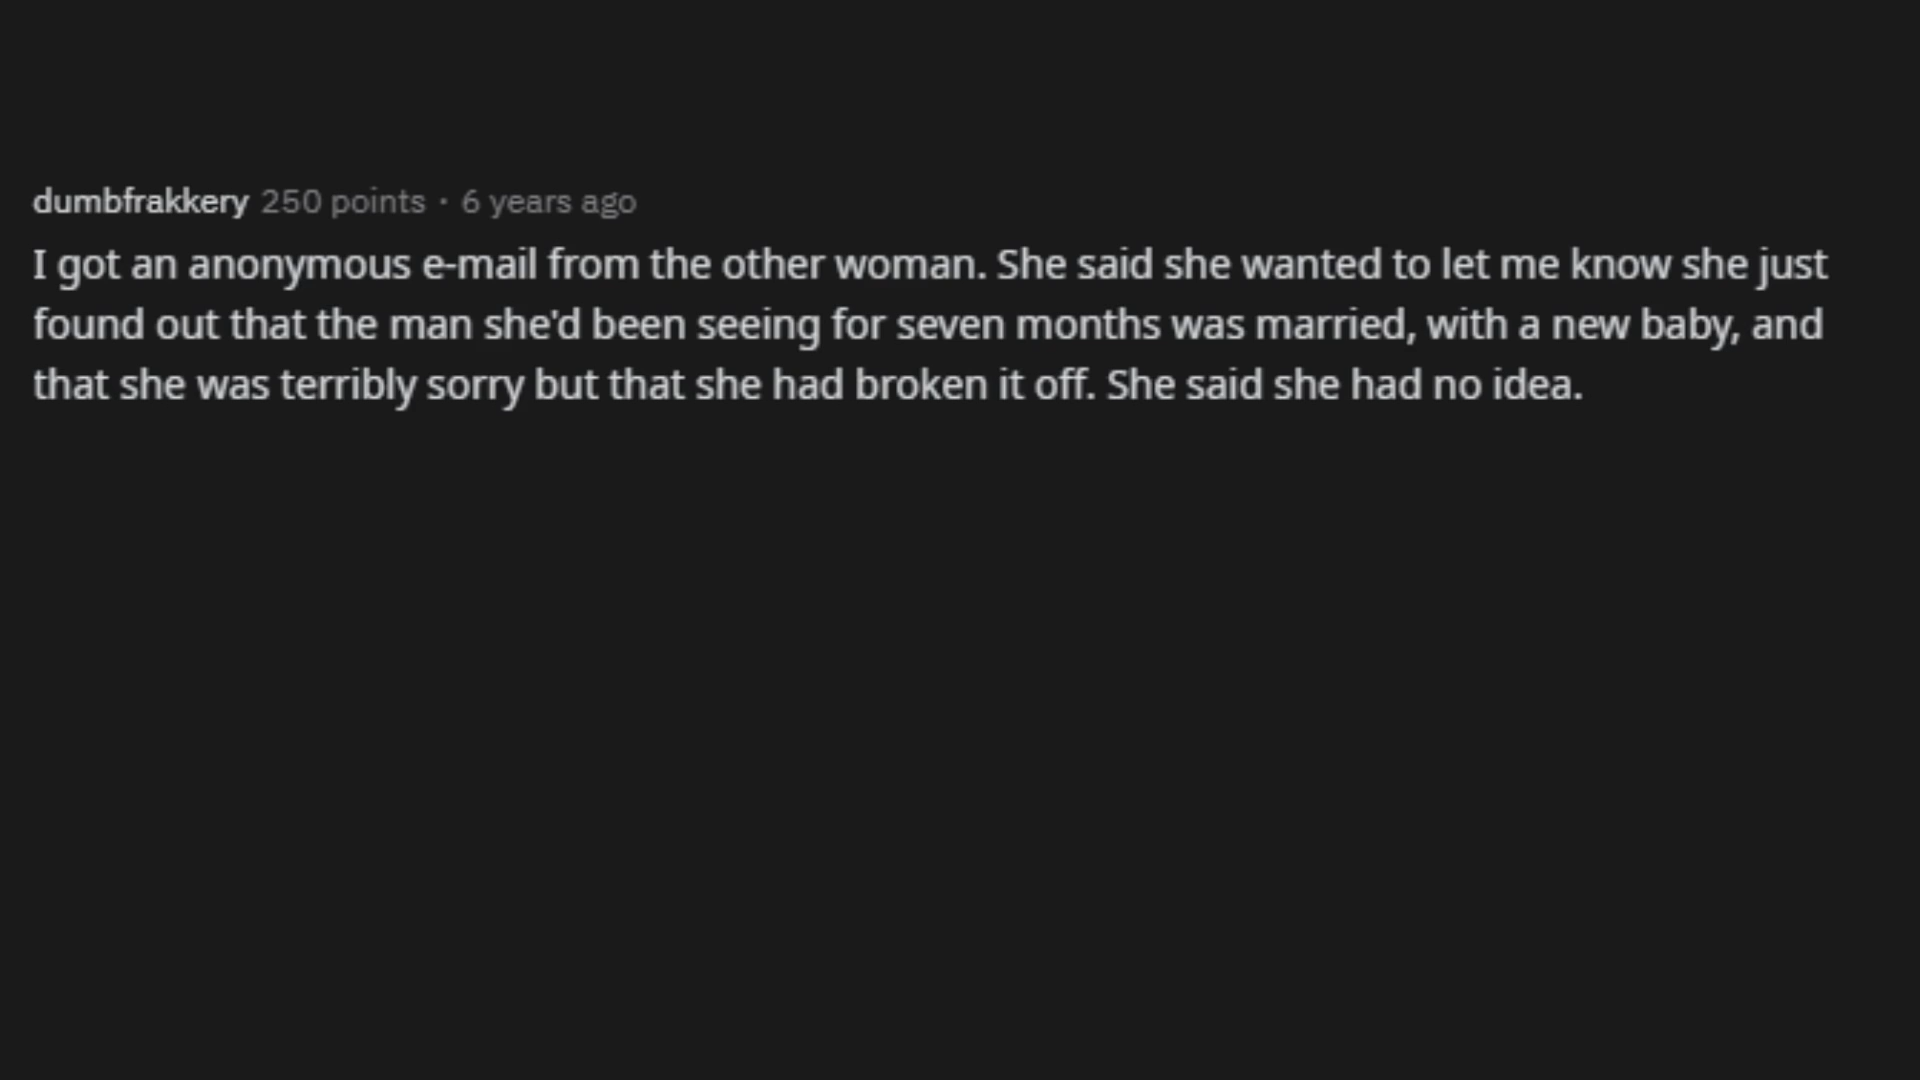 dumbfrakkery 250 points · 6 years ago
I got an anonymous e-mail from the other woman. She said she wanted to let me know she just
found out that the man she'd been seeing for seven months was married, with a new baby, and
that she was terribly sorry but that she had broken it off. She said she had no idea.